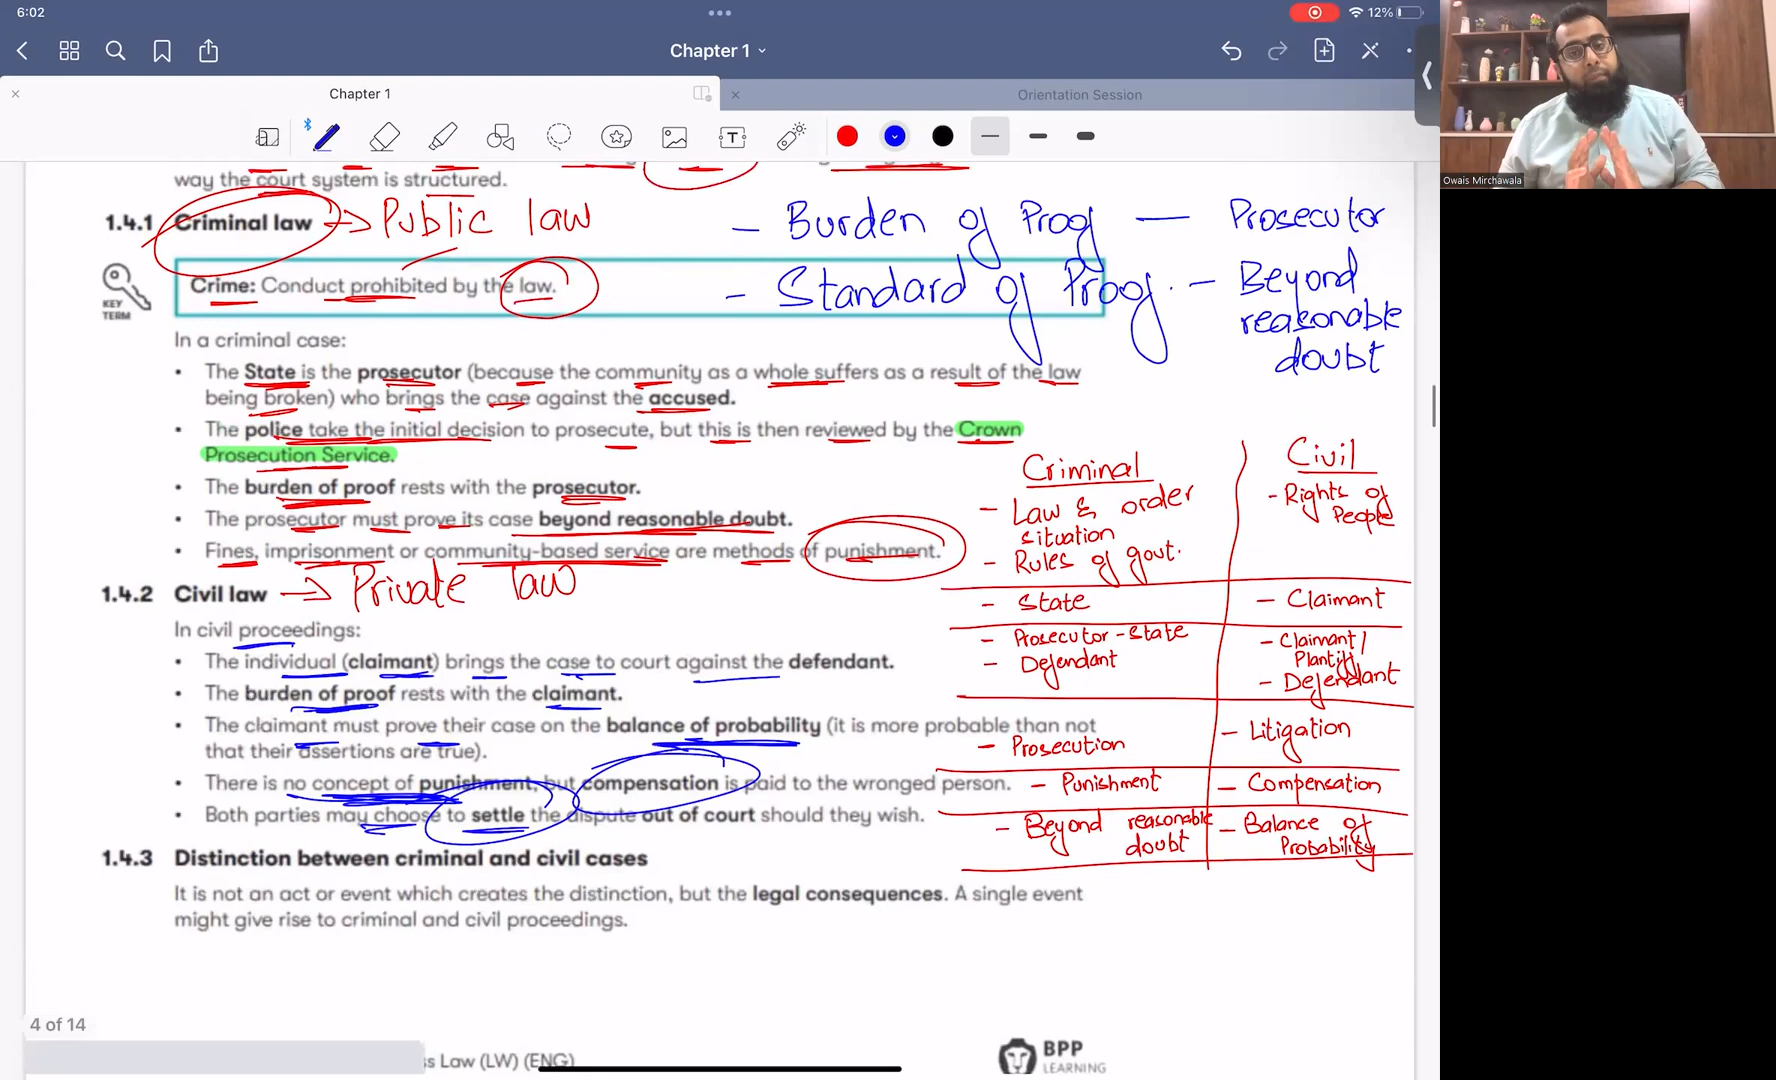 6:02
12%
Chapter 1
Chapter 1
Orientation Session
T
Owais Mirchawala
way the court system is structured.
1.4.1 Criminal law → Public law
- Burden of Proof — Prosecutor
- Standard of Proof. - Beyond reasonable doubt
KEY TERM
Crime: Conduct prohibited by the law.
In a criminal case:
• The State is the prosecutor (because the community as a whole suffers as a result of the law
being broken) who brings the case against the accused.
• The police take the initial decision to prosecute, but this is then reviewed by the Crown
Prosecution Service.
• The burden of proof rests with the prosecutor.
• The prosecutor must prove its case beyond reasonable doubt.
• Fines, imprisonment or community-based service are methods of punishment.
1.4.2 Civil law → Private law
In civil proceedings:
• The individual (claimant) brings the case to court against the defendant.
• The burden of proof rests with the claimant.
• The claimant must prove their case on the balance of probability (it is more probable than not
that their assertions are true).
• There is no concept of punishment, but compensation is paid to the wronged person.
• Both parties may choose to settle the dispute out of court should they wish.
1.4.3 Distinction between criminal and civil cases
It is not an act or event which creates the distinction, but the legal consequences. A single event
might give rise to criminal and civil proceedings.
Criminal
- Law & order
situation
- Rules of govt.
Civil
- Rights of
People
- State
- Claimant
- Prosecutor - State
- Defendant
- Claimant/
Plantiff
- Defendant
- Prosecution
- Litigation
- Punishment
- Compensation
- Beyond reasonable
doubt
- Balance of
Probability
4 of 14
s Law (LW) (ENG)
BPP
LEARNING